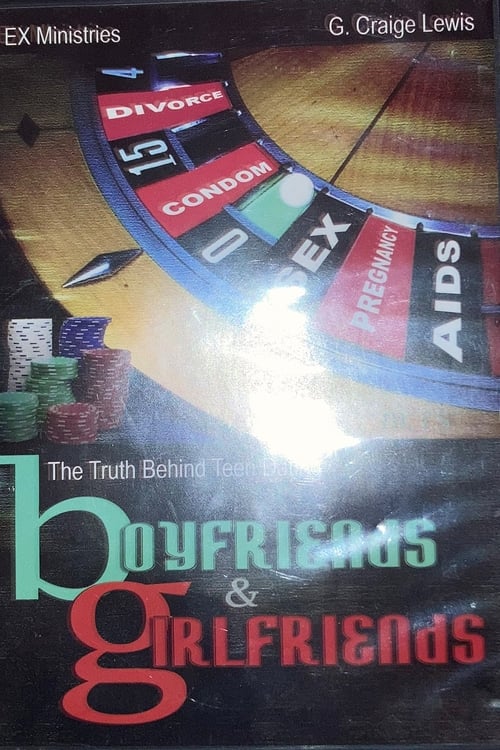 EX Ministries
G. Craige Lewis
4
DIVORCE
15
CONDOM
0
SEX
PREGNANCY
AIDS
The Truth Behind Teen
BOYFRIENDS
&
GIRLFRIENDS